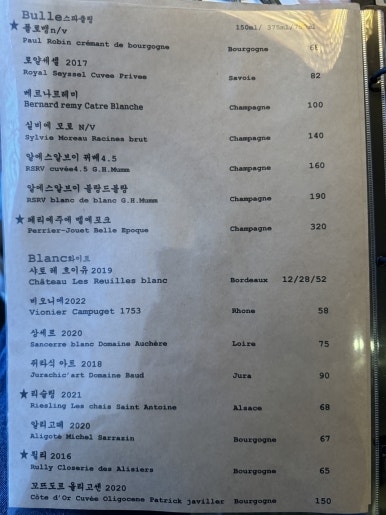 Bulle스파클링
★ 폴로뱅n/v 150ml/ 375ml/75 ml
Paul Robin crémant de bourgogne Bourgogne 68
로얄세쎌 2017
Royal Seyssel Cuvee Privee Savoie 82
베르나르레미
Bernard remy Catre Blanche Champagne 100
실비에 모로 N/V
Sylvie Moreau Racines brut Champagne 140
알에스알브이 뀌베4.5
RSRV cuvée4.5 G.H.Mumm Champagne 160
알에스알브이 블랑드블랑
RSRV blanc de blanc G.H.Mumm Champagne 190
★ 페리에주에 벨에포크
Perrier-Jouet Belle Epoque Champagne 320
Blanc화이트
샤또 레 흐이유 2019
Château Les Reuilles blanc Bordeaux 12/28/52
비오니에2022
Vionier Campuget 1753 Rhone 58
상세르 2020
Sancerre blanc Domaine Auchère Loire 75
쥐라식 아르 2018
Jurachic'art Domaine Baud Jura 90
★ 리슬링 2021
Riesling Les chais Saint Antoine Alsace 68
알리고떼 2020
Aligoté Michel Sarrazin Bourgogne 67
★ 륄리 2016
Rully Closerie des Alisiers Bourgogne 65
꼬뜨도르 올리고쎈 2020
Côte d'Or Cuvée Oligocene Patrick javiller Bourgogne 150